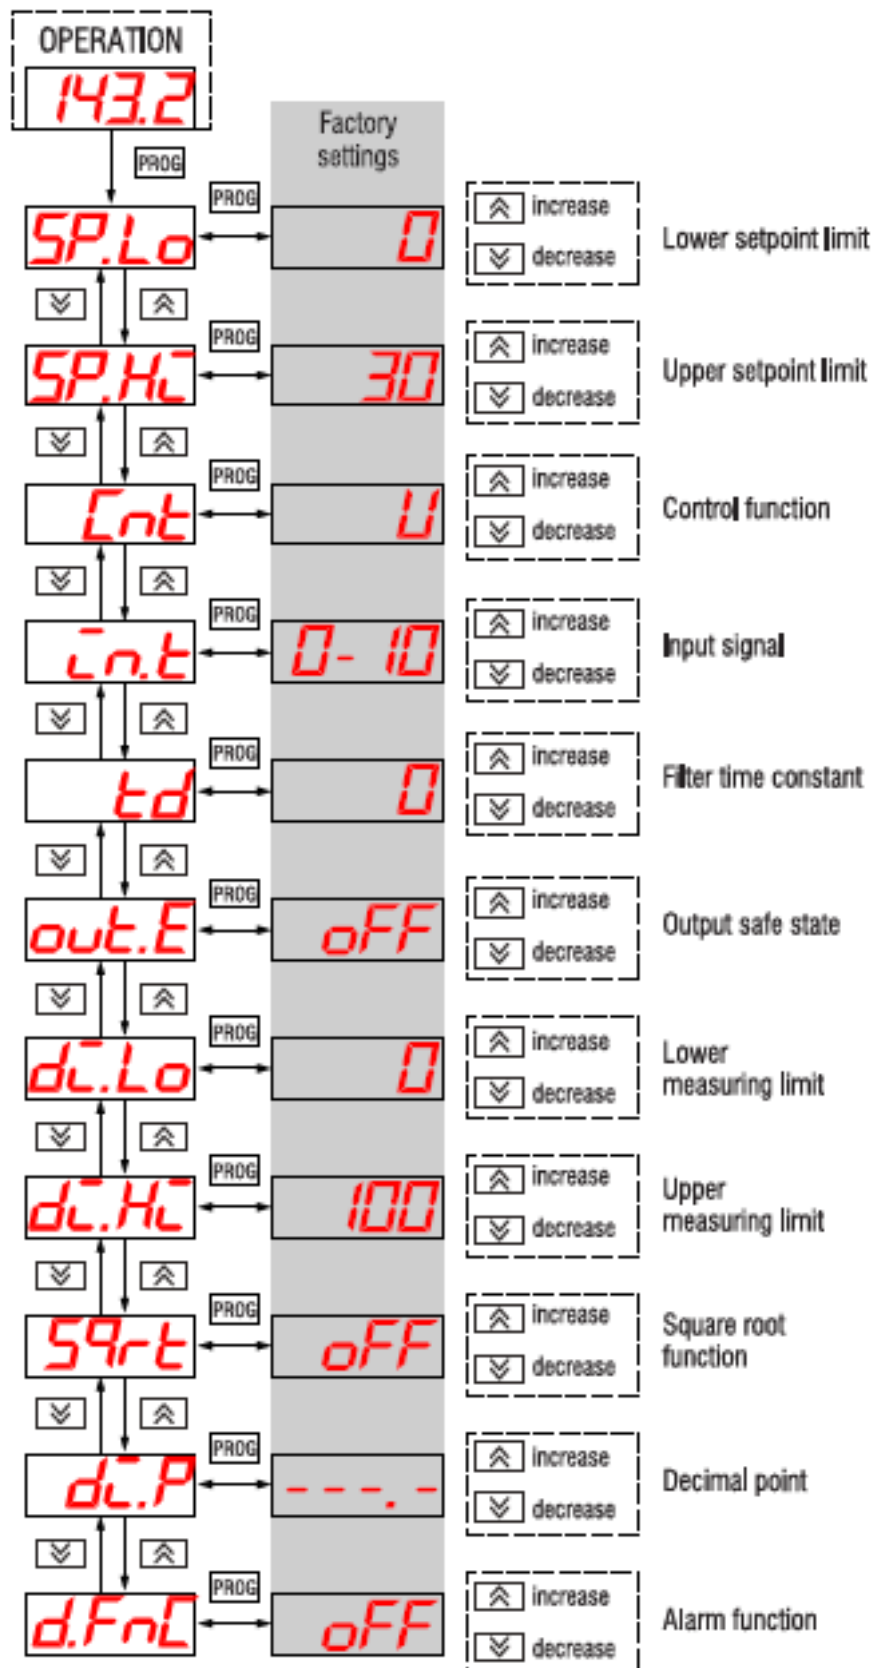 OPERATION
143.2
PROG
Factory
settings
PROG
SP.Lo
0
increase
decrease
Lower setpoint limit
PROG
SP.Hi
30
increase
decrease
Upper setpoint limit
PROG
Cnt
U
increase
decrease
Control function
PROG
in.t
0-10
increase
decrease
Input signal
PROG
td
0
increase
decrease
Filter time constant
PROG
out.E
oFF
increase
decrease
Output safe state
PROG
di.Lo
0
increase
decrease
Lower
measuring limit
PROG
di.Hi
100
increase
decrease
Upper
measuring limit
PROG
Sqrt
oFF
increase
decrease
Square root
function
PROG
di.P
---.-
increase
decrease
Decimal point
PROG
d.FnC
oFF
increase
decrease
Alarm function